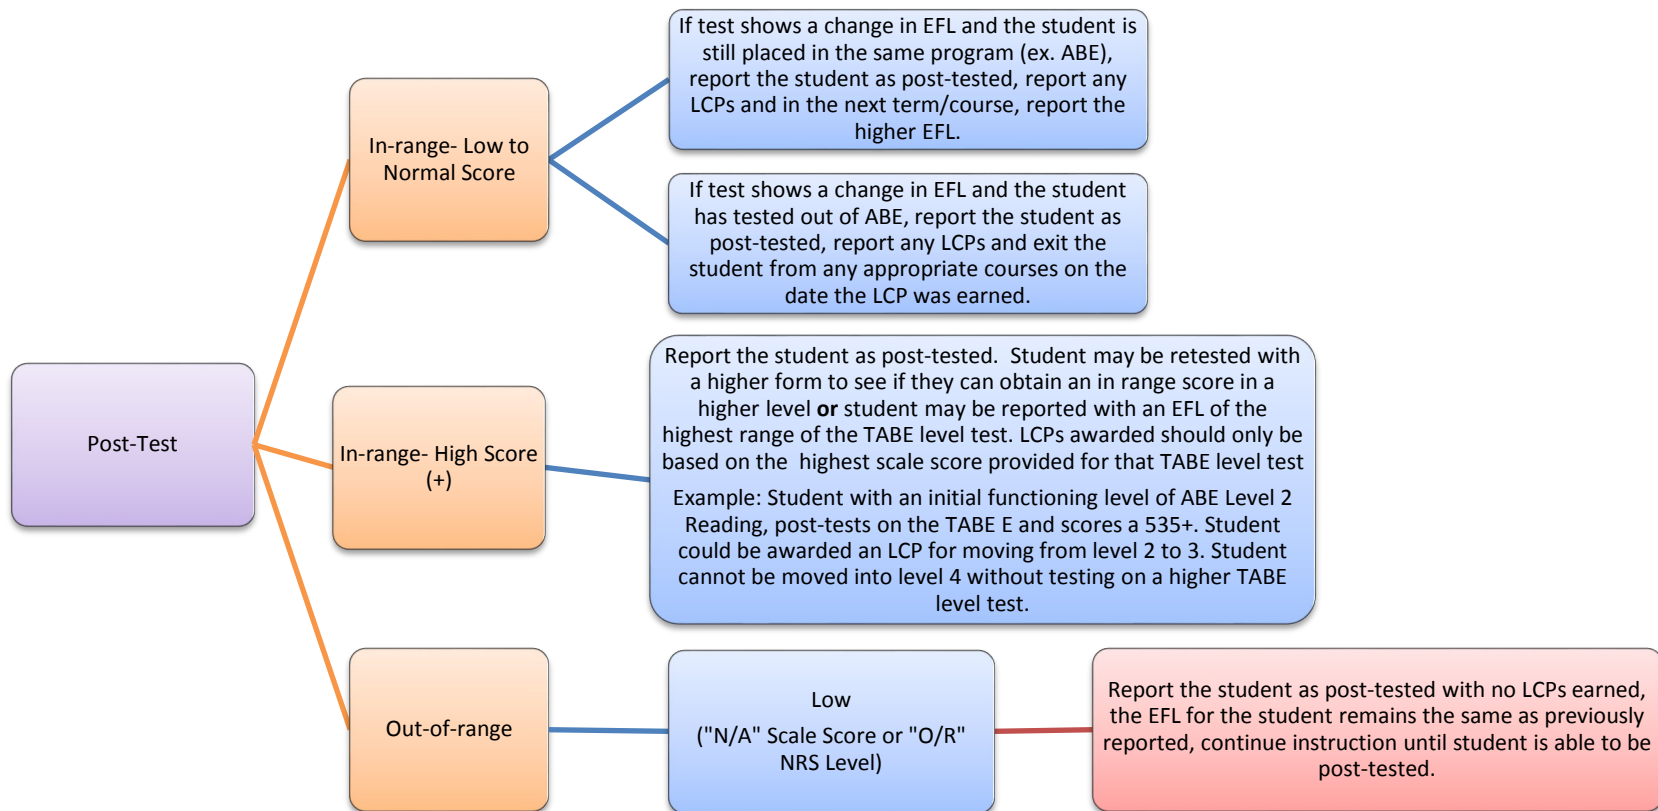 Post-Test
In-range- Low to
Normal Score
If test shows a change in EFL and the student is
still placed in the same program (ex. ABE),
report the student as post-tested, report any
LCPs and in the next term/course, report the
higher EFL.
If test shows a change in EFL and the student
has tested out of ABE, report the student as
post-tested, report any LCPs and exit the
student from any appropriate courses on the
date the LCP was earned.
In-range- High Score
(+)
Report the student as post-tested.  Student may be retested with
a higher form to see if they can obtain an in range score in a
higher level or student may be reported with an EFL of the
highest range of the TABE level test. LCPs awarded should only be
based on the  highest scale score provided for that TABE level test
Example: Student with an initial functioning level of ABE Level 2
Reading, post-tests on the TABE E and scores a 535+. Student
could be awarded an LCP for moving from level 2 to 3. Student
cannot be moved into level 4 without testing on a higher TABE
level test.
Out-of-range
Low
("N/A" Scale Score or "O/R"
NRS Level)
Report the student as post-tested with no LCPs earned,
the EFL for the student remains the same as previously
reported, continue instruction until student is able to be
post-tested.